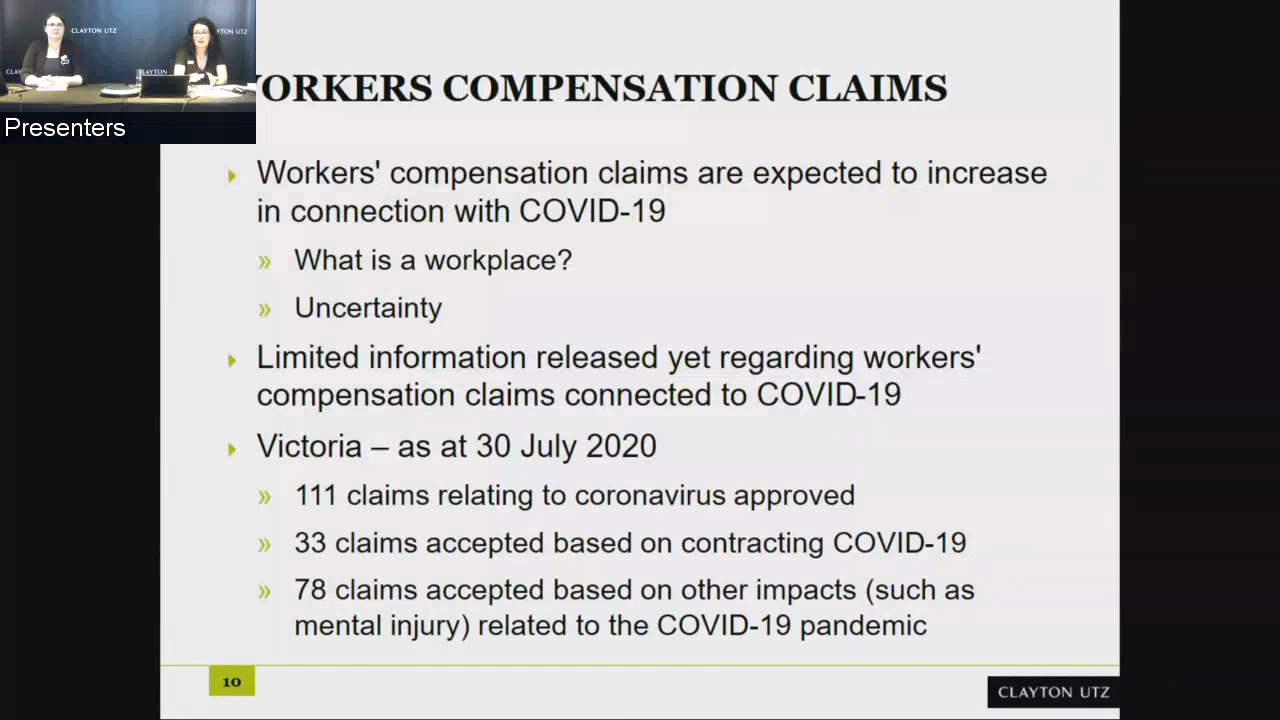 CLAYTON UTZ
YTON UTZ
CLAY
CLAYTON
Presenters
ORKERS COMPENSATION CLAIMS
Workers' compensation claims are expected to increase
in connection with COVID-19
What is a workplace?
Uncertainty
Limited information released yet regarding workers'
compensation claims connected to COVID-19
Victoria – as at 30 July 2020
111 claims relating to coronavirus approved
33 claims accepted based on contracting COVID-19
78 claims accepted based on other impacts (such as
mental injury) related to the COVID-19 pandemic
10
CLAYTON UTZ